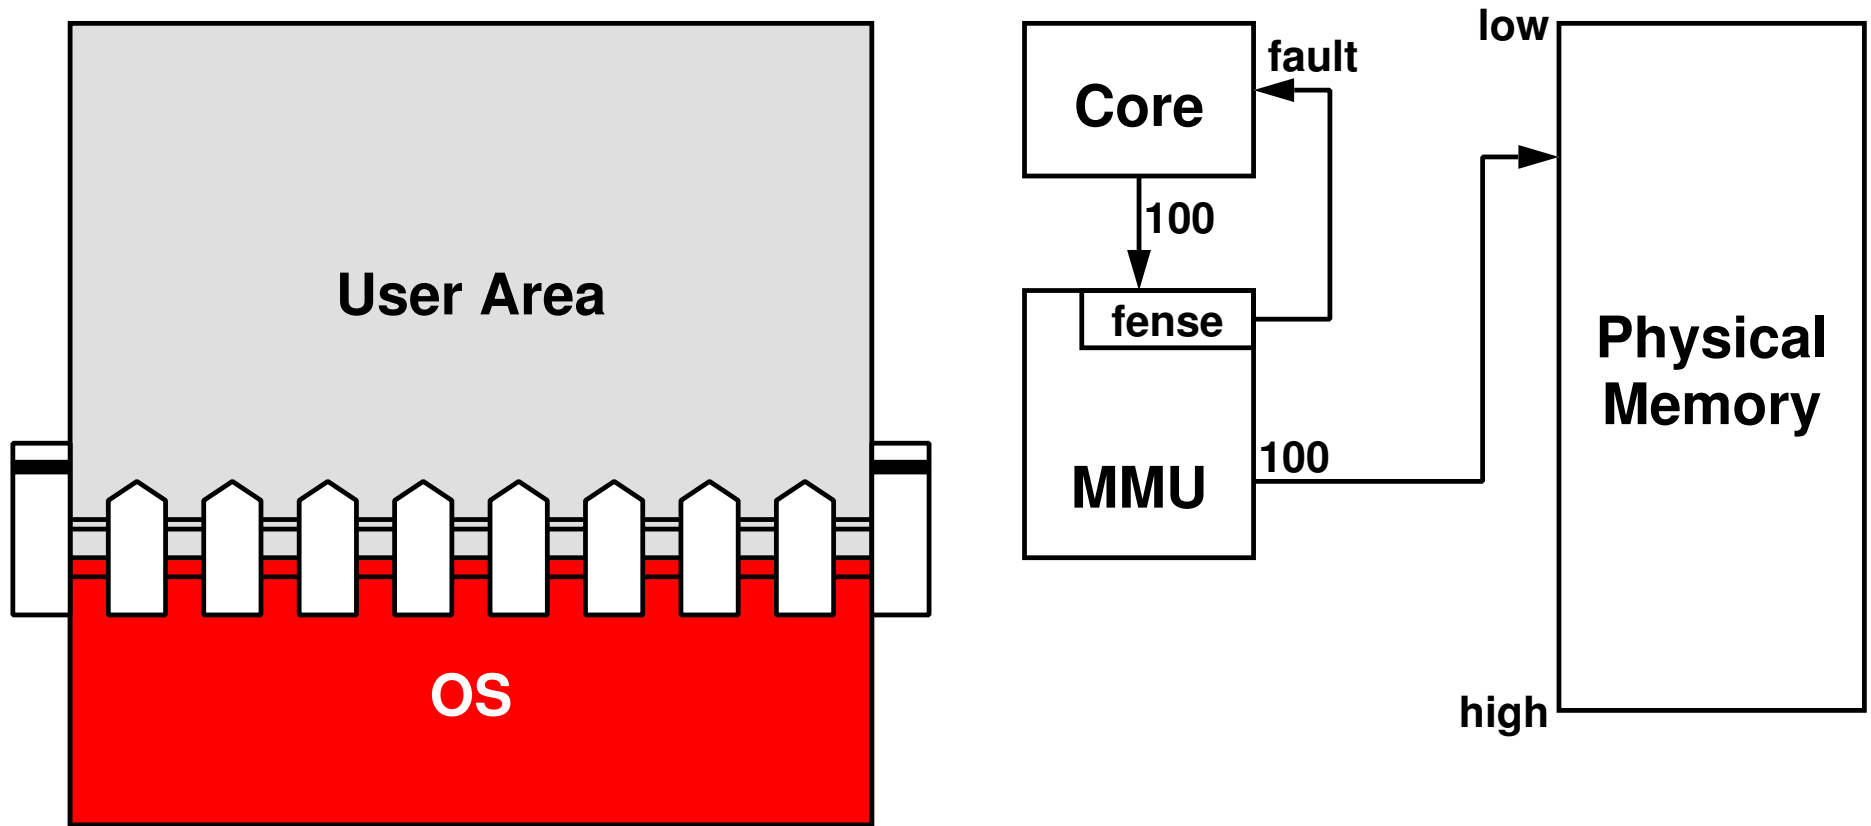 User Area
OS
Core
fault
100
fense
MMU
100
low
Physical
Memory
high